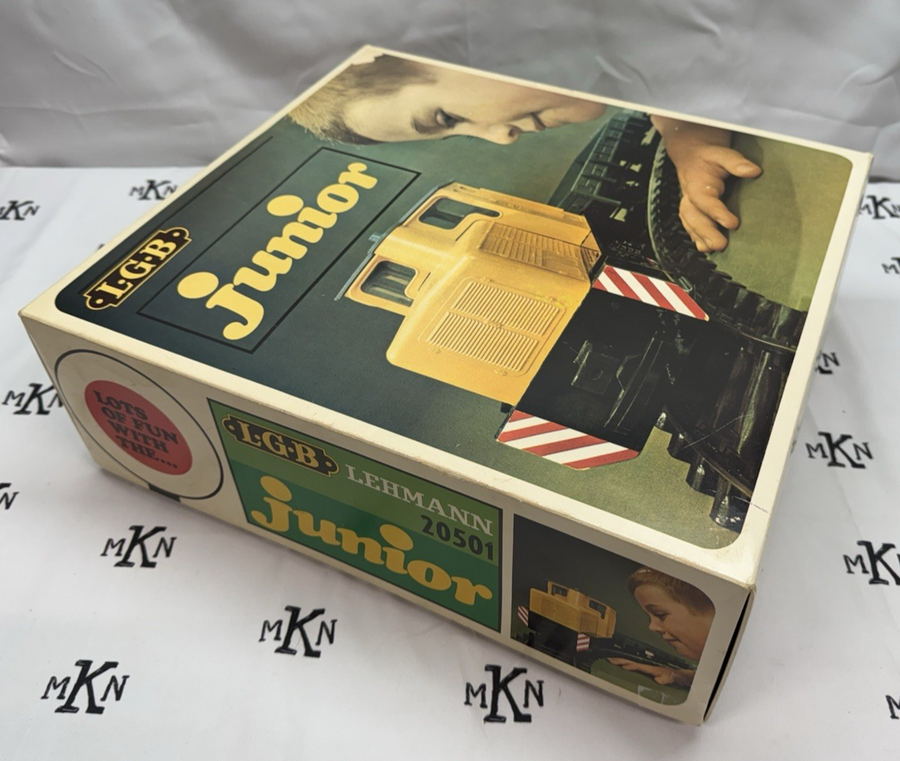 L·G·B
junior
LOTS
OF FUN
WITH
THE...
L·G·B
LEHMANN
20501
junior
MKN
MKN
MKN
MKN
MKN
MKN
MKN
MKN